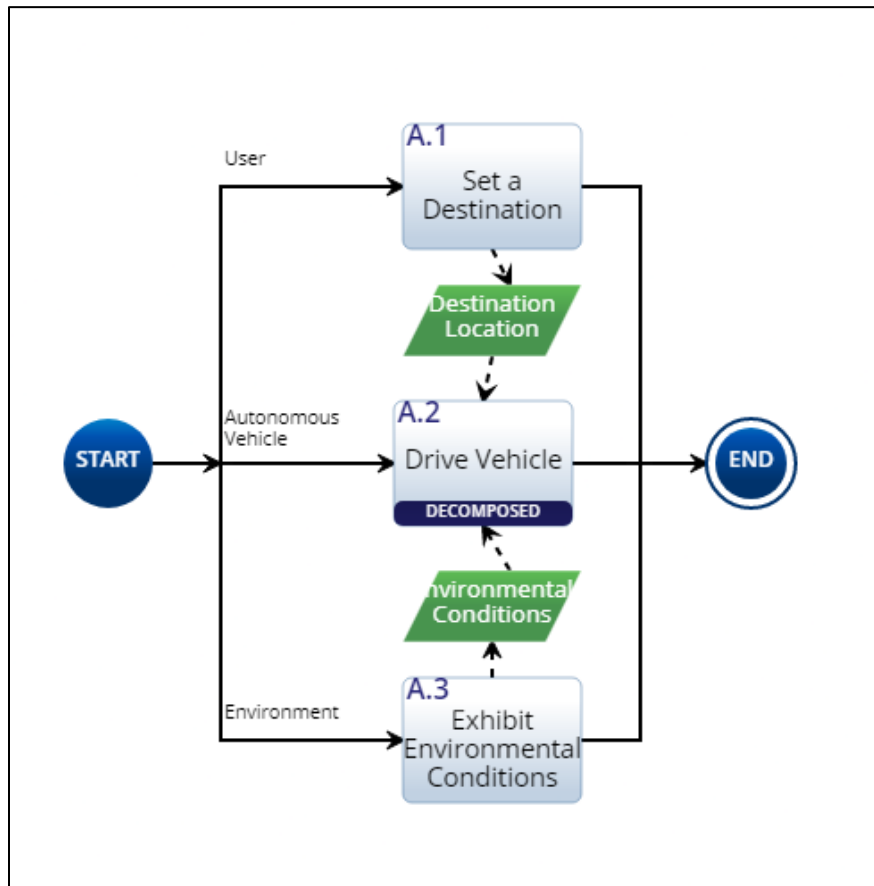 A.1
User
Set a
Destination
Destination
Location
Autonomous
Vehicle
A.2
START
Drive Vehicle
END
DECOMPOSED
nvironmental
Conditions
A.3
Environment
Exhibit
Environmental
Conditions